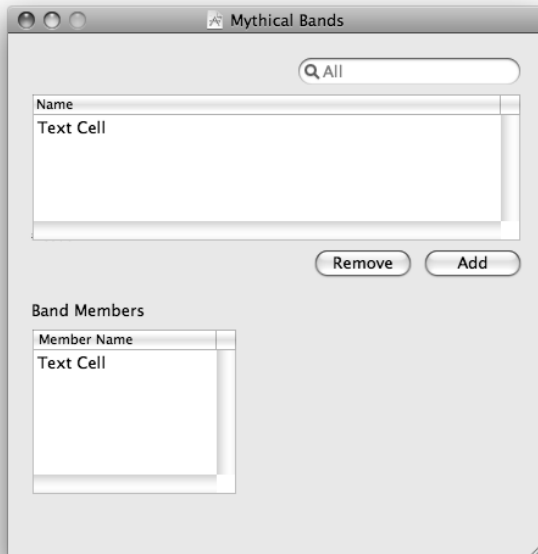 Mythical Bands
All
Name
Text Cell
Remove Add
Band Members
Member Name
Text Cell